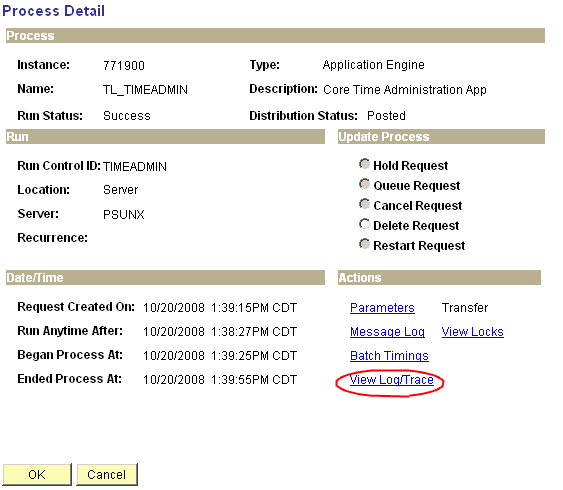 Process Detail
Process
Instance: 771900 Type: Application Engine
Name: TL_TIMEADMIN Description: Core Time Administration App
Run Status: Success Distribution Status: Posted
Run Update Process
Run Control ID: TIMEADMIN Hold Request
Location: Server Queue Request
Server: PSUNX Cancel Request
Recurrence: Delete Request
Restart Request
Date/Time Actions
Request Created On: 10/20/2008 1:39:15PM CDT Parameters Transfer
Run Anytime After: 10/20/2008 1:38:27PM CDT Message Log View Locks
Began Process At: 10/20/2008 1:39:25PM CDT Batch Timings
Ended Process At: 10/20/2008 1:39:55PM CDT View Log/Trace
OK Cancel